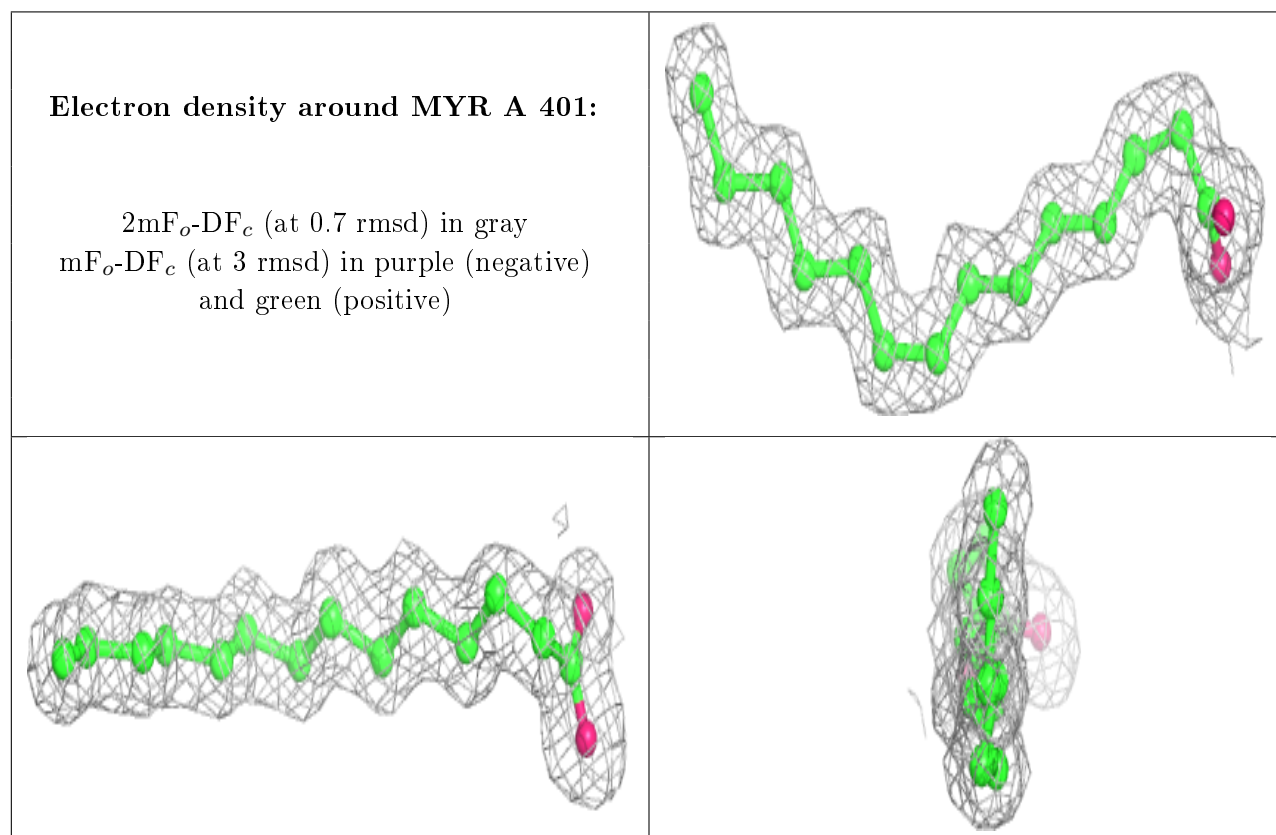 Electron density around MYR A 401:
2mFo-DFc (at 0.7 rmsd) in gray
mFo-DFc (at 3 rmsd) in purple (negative)
and green (positive)